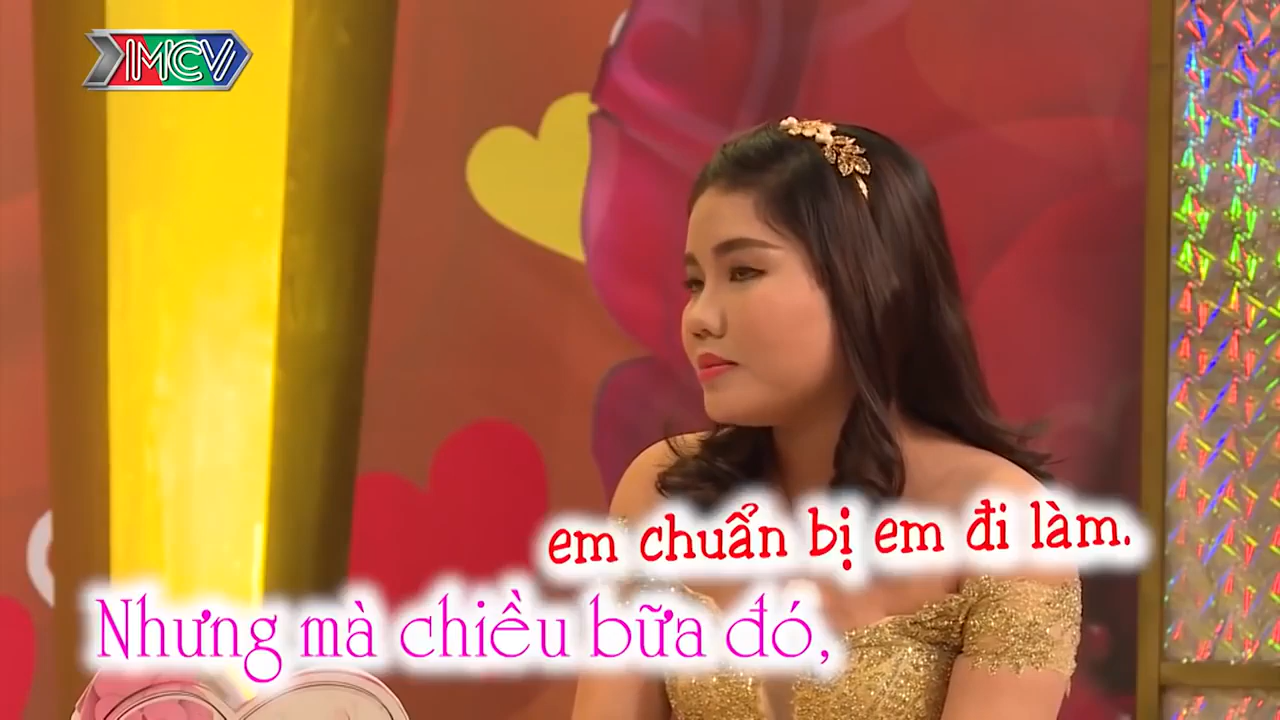 MCV
em chuẩn bị em đi làm.
Nhưng mà chiều bữa đó,